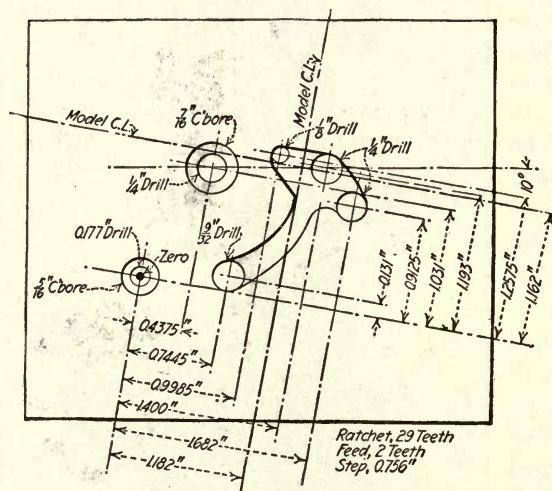 Model C.L.
7/16" C'bore
Model C.L.
1/8" Drill
1/4" Drill
1/4" Drill
10°
0.177" Drill
Zero
9/32" Drill
5/16" C'bore
0.131"
0.9125"
1.031"
1.193"
1.2575"
1.162"
0.4375"
0.7445"
0.9985"
1.400"
1.682"
1.182"
Ratchet, 29 Teeth
Feed, 2 Teeth
Step, 0.756"